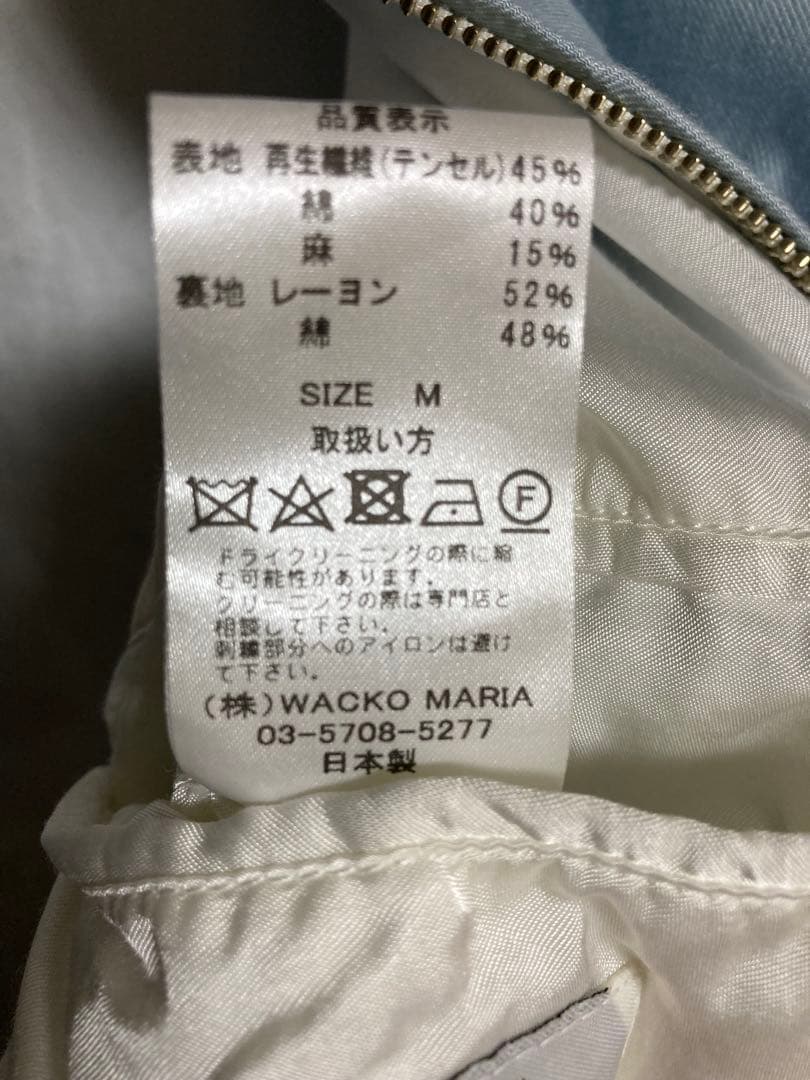 品質表示
表地 再生繊維(テンセル)45%
綿 40%
麻 15%
裏地 レーヨン 52%
綿 48%
SIZE M
取扱い方
F
ドライクリーニングの際に縮
む可能性があります。
クリーニングの際は専門店と
相談して下さい。
刺繍部分へのアイロンは避け
て下さい。
(株)WACKO MARIA
03-5708-5277
日本製